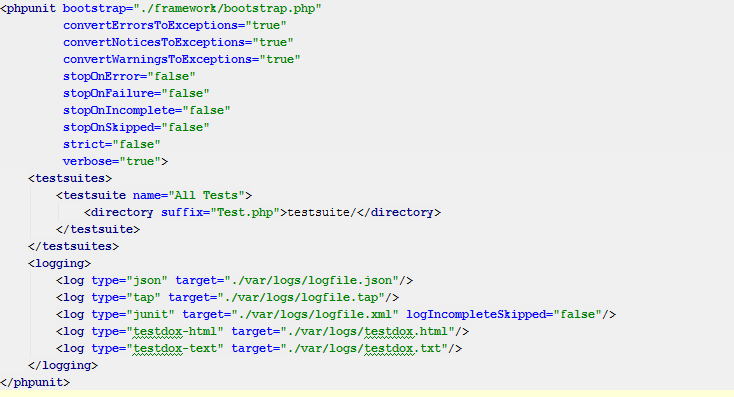 <phpunit bootstrap="./framework/bootstrap.php"
convertErrorsToExceptions="true"
convertNoticesToExceptions="true"
convertWarningsToExceptions="true"
stopOnError="false"
stopOnFailure="false"
stopOnIncomplete="false"
stopOnSkipped="false"
strict="false"
verbose="true">
<testsuites>
<testsuite name="All Tests">
<directory suffix="Test.php">testsuite/</directory>
</testsuite>
</testsuites>
<logging>
<log type="json" target="./var/logs/logfile.json"/>
<log type="tap" target="./var/logs/logfile.tap"/>
<log type="junit" target="./var/logs/logfile.xml" logIncompleteSkipped="false"/>
<log type="testdox-html" target="./var/logs/testdox.html"/>
<log type="testdox-text" target="./var/logs/testdox.txt"/>
</logging>
</phpunit>